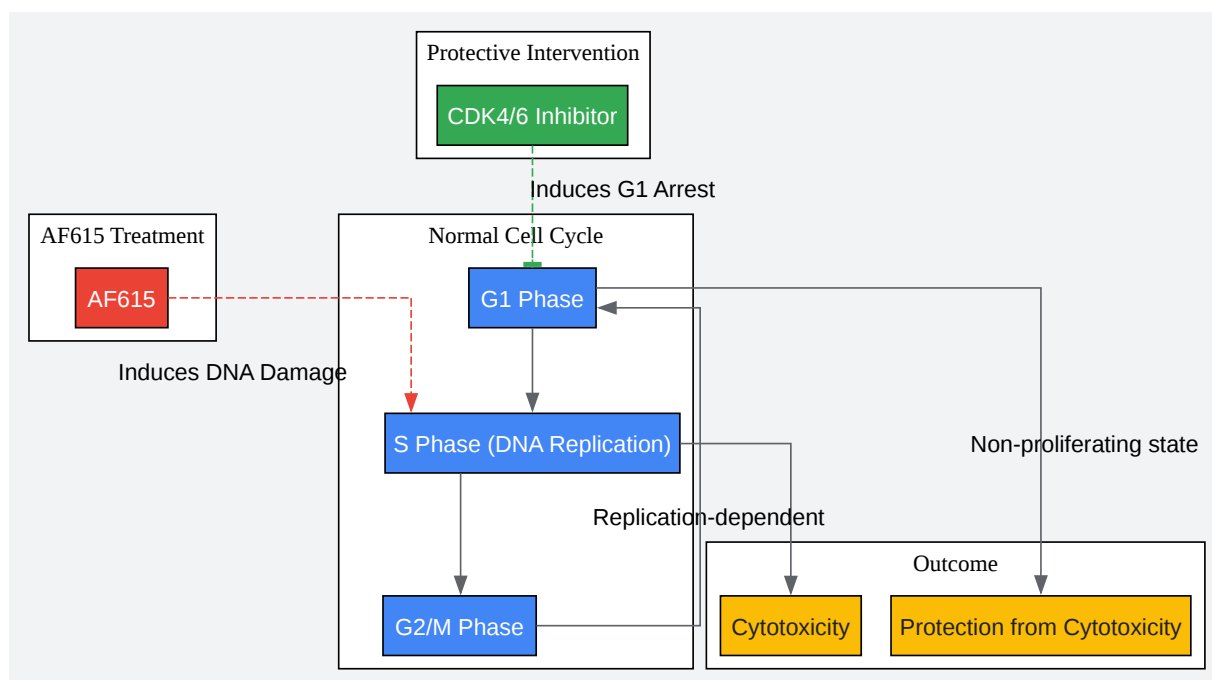 Protective Intervention
CDK4/6 Inhibitor
Induces G1 Arrest
AF615 Treatment
AF615
Induces DNA Damage
Normal Cell Cycle
G1 Phase
S Phase (DNA Replication)
Non-proliferating state
Replication-dependent
G2/M Phase
Outcome
Cytotoxicity
Protection from Cytotoxicity